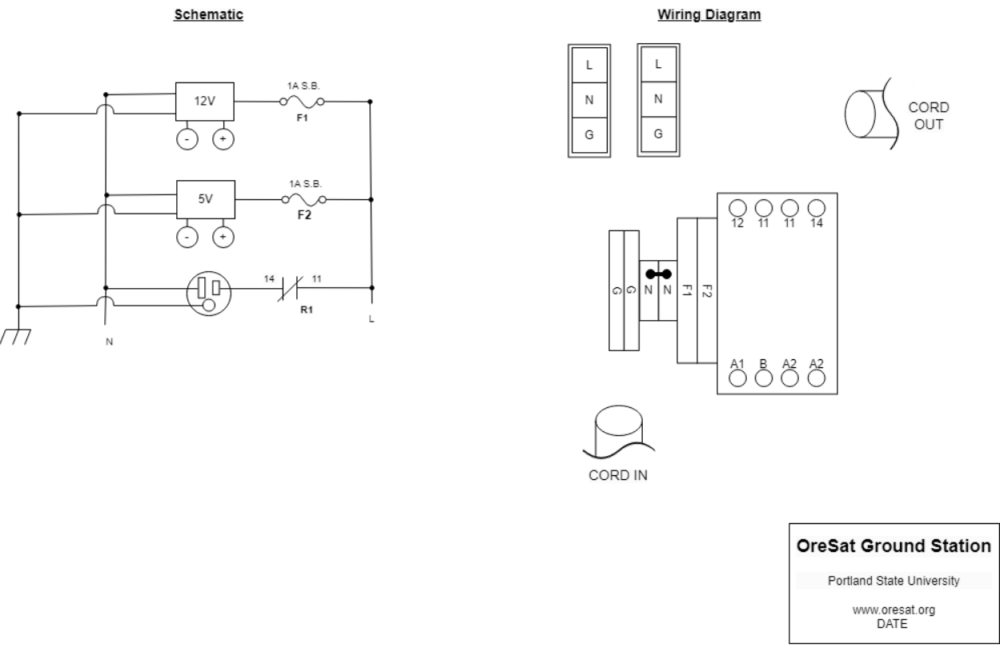 Schematic
12V
1A S.B.
F1
-
+
5V
1A S.B.
F2
-
+
14
11
R1
N
L
Wiring Diagram
L
N
G
L
N
G
CORD
OUT
12
11
11
14
G
G
N
N
F1
F2
A1
B
A2
A2
CORD IN
OreSat Ground Station
Portland State University
www.oresat.org
DATE